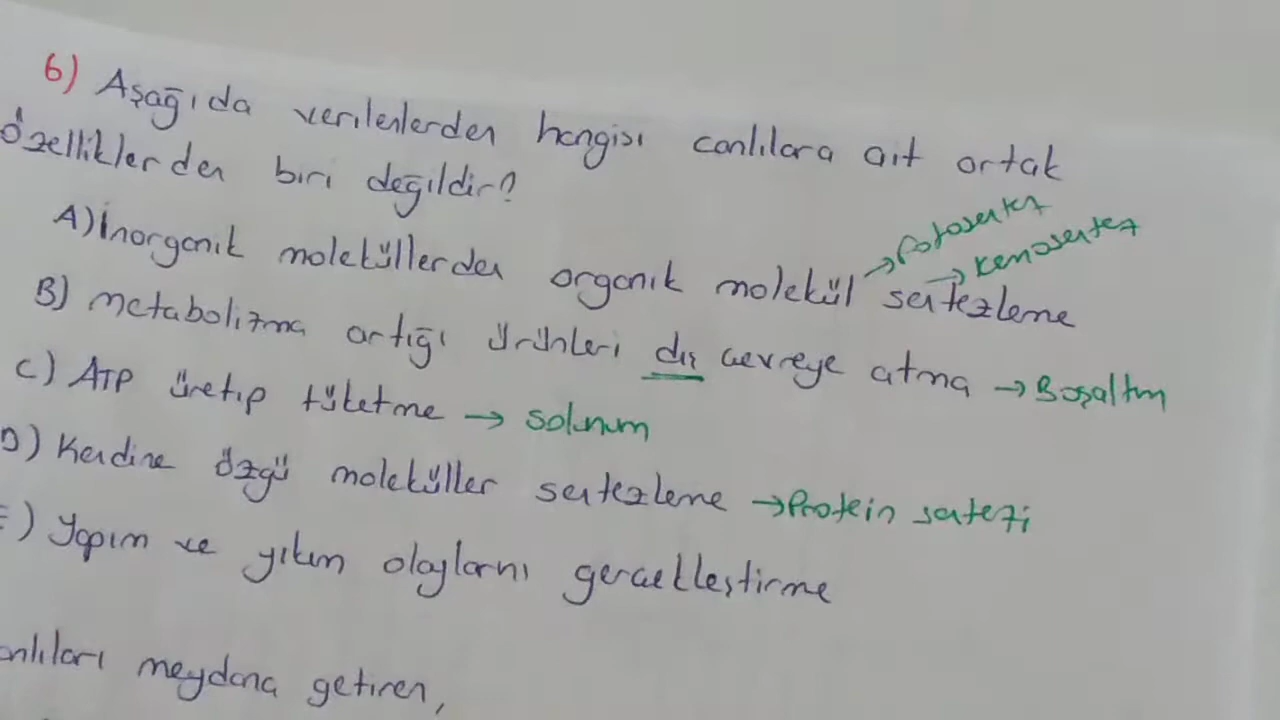 6) Aşağıda verilenlerden hangisi canlılara ait ortak
özelliklerden biri değildir?
A) İnorganik moleküllerden organik molekül sentezleme
→ Fotosentez
→ Kemosentez
B) metabolizma artığı ürünleri dış çevreye atma → Boşaltım
C) ATP üretip tüketme → Solunum
D) Kendine özgü moleküller sentezleme → Protein sentezi
E) Yapım ve yıkım olaylarını gerçekleştirme
meydana getiren,